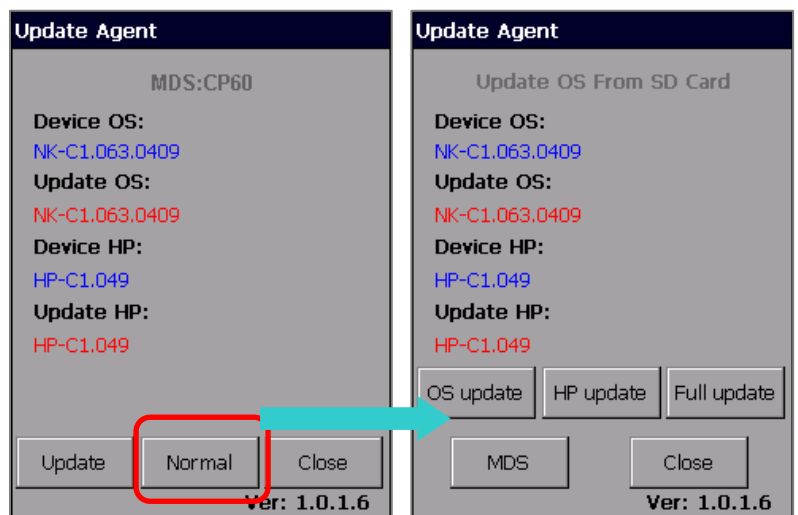 Update Agent
MDS:CP60
Device OS:
NK-C1.063.0409
Update OS:
NK-C1.063.0409
Device HP:
HP-C1.049
Update HP:
HP-C1.049
Update Normal Close
Ver: 1.0.1.6
Update Agent
Update OS From SD Card
Device OS:
NK-C1.063.0409
Update OS:
NK-C1.063.0409
Device HP:
HP-C1.049
Update HP:
HP-C1.049
OS update HP update Full update
MDS Close
Ver: 1.0.1.6